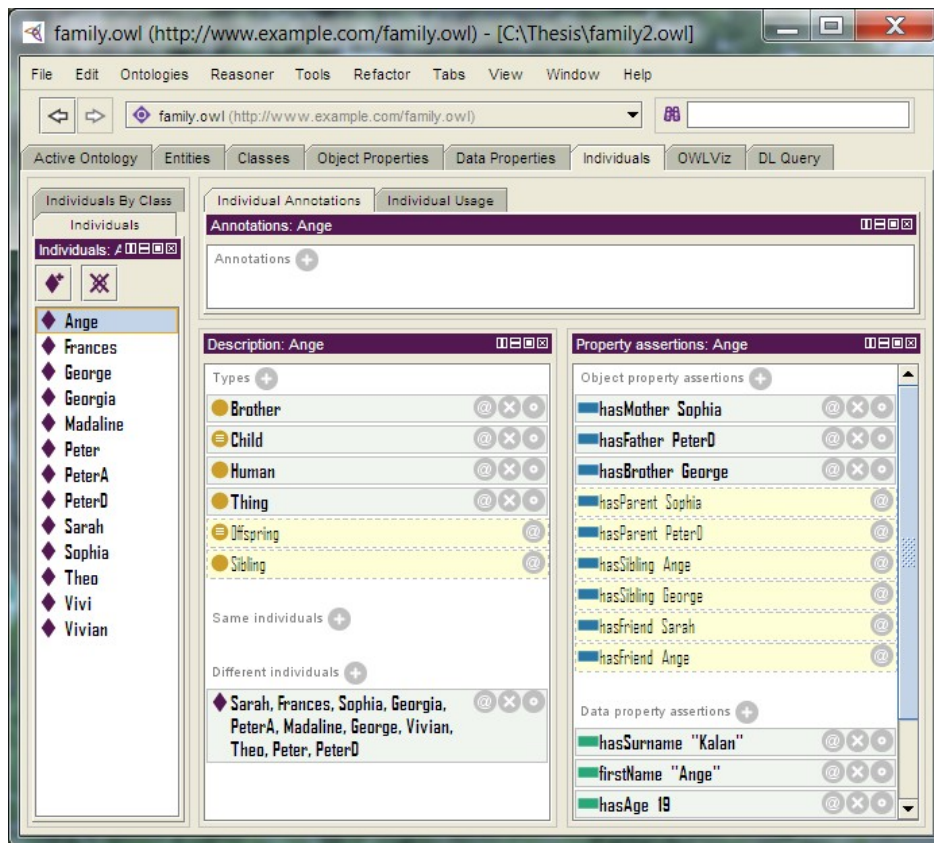 family.owl (http://www.example.com/family.owl) - [C:\Thesis\family2.owl]
File Edit Ontologies Reasoner Tools Refactor Tabs View Window Help
family.owl (http://www.example.com/family.owl)
Active Ontology Entities Classes Object Properties Data Properties Individuals OWLViz DL Query
Individuals By Class
Individuals
Individuals: A
Ange
Frances
George
Georgia
Madaline
Peter
PeterA
PeterD
Sarah
Sophia
Theo
Vivi
Vivian
Individual Annotations Individual Usage
Annotations: Ange
Annotations
Description: Ange
Types
Brother
Child
Human
Thing
Offspring
Sibling
Same individuals
Different individuals
Sarah, Frances, Sophia, Georgia,
PeterA, Madaline, George, Vivian,
Theo, Peter, PeterD
Property assertions: Ange
Object property assertions
hasMother Sophia
hasFather PeterD
hasBrother George
hasParent Sophia
hasParent PeterD
hasSibling Ange
hasSibling George
hasFriend Sarah
hasFriend Ange
Data property assertions
hasSurname "Kalan"
firstName "Ange"
hasAge 19